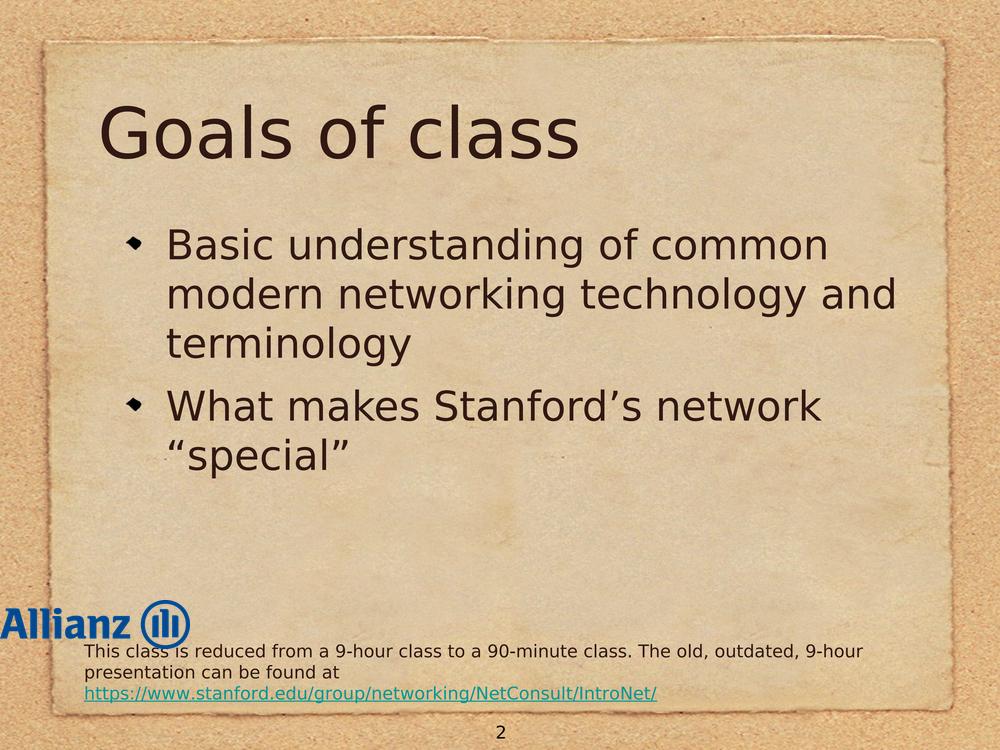 Goals of class
Basic understanding of common
modern networking technology and
terminology
What makes Stanford’s network
“special”
Allianz
This class is reduced from a 9-hour class to a 90-minute class. The old, outdated, 9-hour
presentation can be found at
https://www.stanford.edu/group/networking/NetConsult/IntroNet/
2